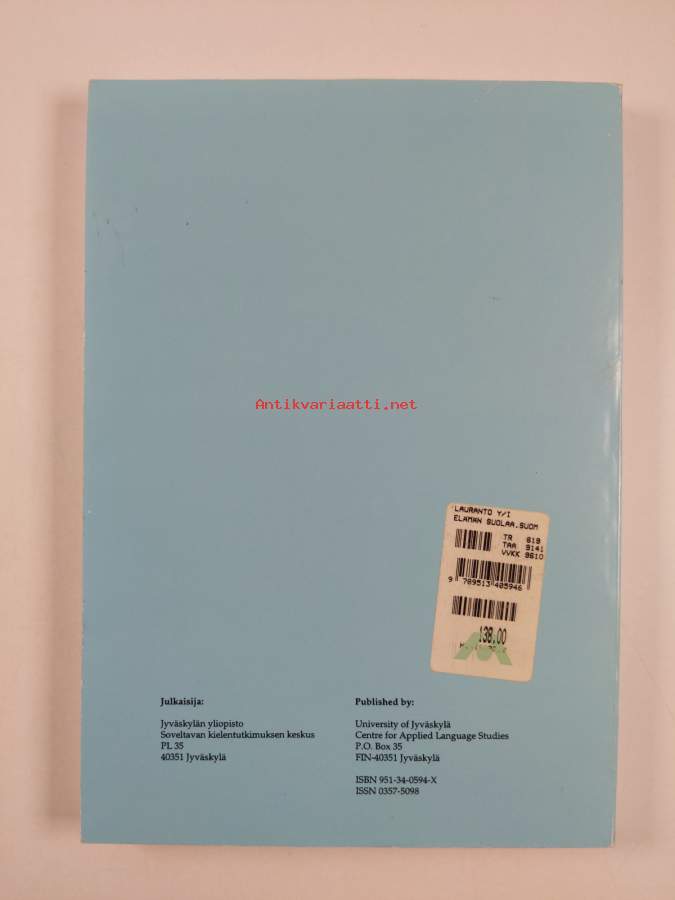 Antikvariaatti.net
LAURANTO Y/I
ELAMAN SUOLAA.SUOM
TR 619
TAA 9141
VVKK 9610
9 789513 405946
138,00
Julkaisija:
Jyväskylän yliopisto
Soveltavan kielentutkimuksen keskus
PL 35
40351 Jyväskylä
Published by:
University of Jyväskylä
Centre for Applied Language Studies
P.O. Box 35
FIN-40351 Jyväskylä
ISBN 951-34-0594-X
ISSN 0357-5098